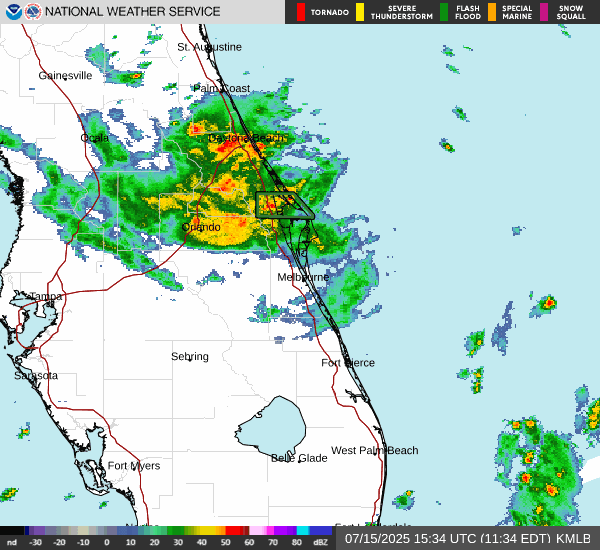 NATIONAL WEATHER SERVICE
TORNADO
SEVERE
THUNDERSTORM
FLASH
FLOOD
SPECIAL
MARINE
SNOW
SQUALL
St. Augustine
Gainesville
Palm Coast
Ocala
Daytona Beach
Orlando
Melbourne
Tampa
Sebring
Fort Pierce
Sarasota
West Palm Beach
Belle Glade
Fort Myers
Fort Lauderdale
nd -30 -20 -10 0 10 20 30 40 50 60 70 80 dBZ
07/15/2025 15:34 UTC (11:34 EDT) KMLB